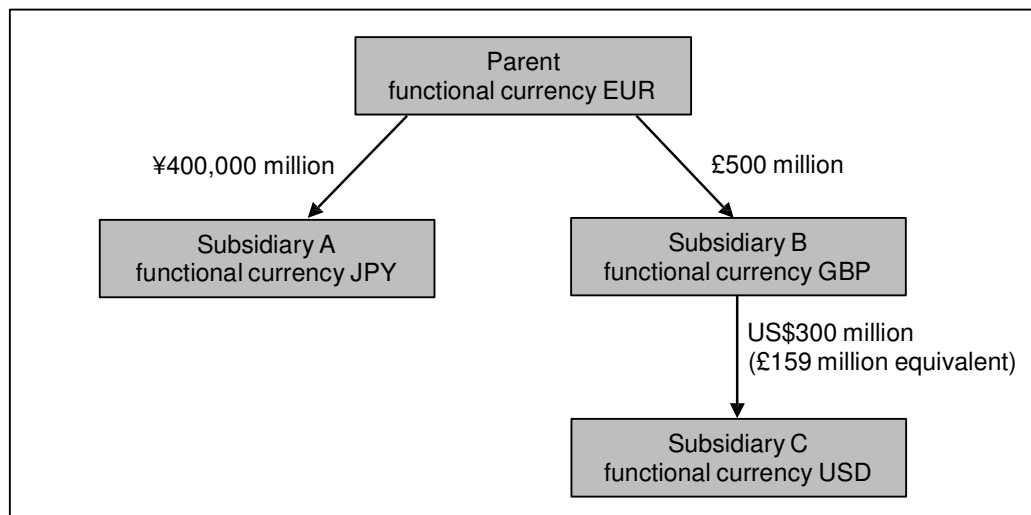 Parent
functional currency EUR
¥400,000 million
£500 million
Subsidiary A
functional currency JPY
Subsidiary B
functional currency GBP
US$300 million
(£159 million equivalent)
Subsidiary C
functional currency USD